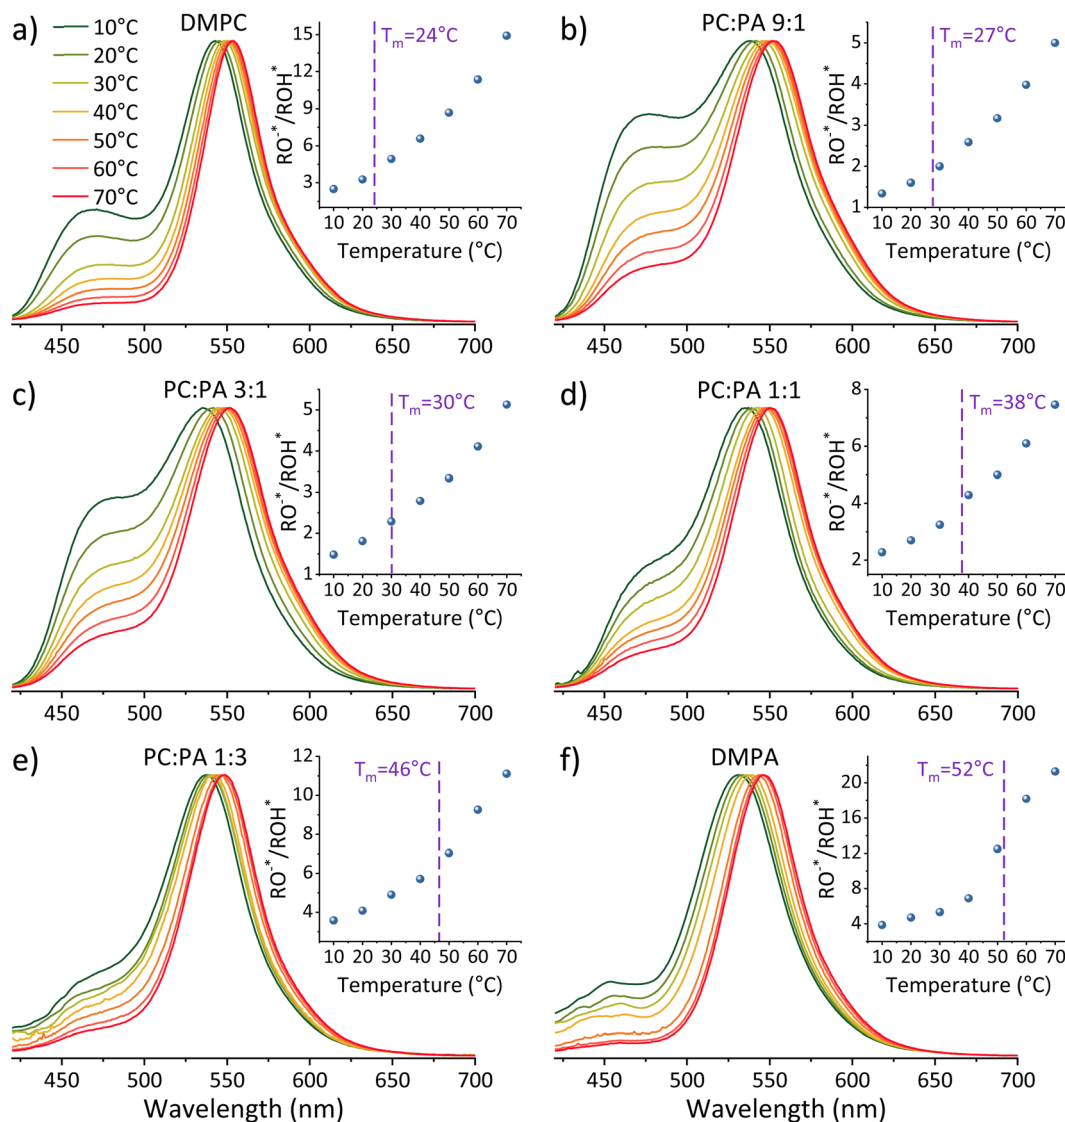 a)
DMPC
10°C
20°C
30°C
40°C
50°C
60°C
70°C
RO⁻*/ROH*
15
12
9
6
3
Tm=24°C
10 20 30 40 50 60 70
Temperature (°C)
450 500 550 600 650 700
b)
PC:PA 9:1
RO⁻*/ROH*
5
4
3
2
1
Tm=27°C
10 20 30 40 50 60 70
Temperature (°C)
450 500 550 600 650 700
c)
PC:PA 3:1
RO⁻*/ROH*
5
4
3
2
1
Tm=30°C
10 20 30 40 50 60 70
Temperature (°C)
450 500 550 600 650 700
d)
PC:PA 1:1
RO⁻*/ROH*
8
6
4
2
Tm=38°C
10 20 30 40 50 60 70
Temperature (°C)
450 500 550 600 650 700
e)
PC:PA 1:3
RO⁻*/ROH*
12
10
8
6
4
Tm=46°C
10 20 30 40 50 60 70
Temperature (°C)
450 500 550 600 650 700
Wavelength (nm)
f)
DMPA
RO⁻*/ROH*
20
16
12
8
4
Tm=52°C
10 20 30 40 50 60 70
Temperature (°C)
450 500 550 600 650 700
Wavelength (nm)